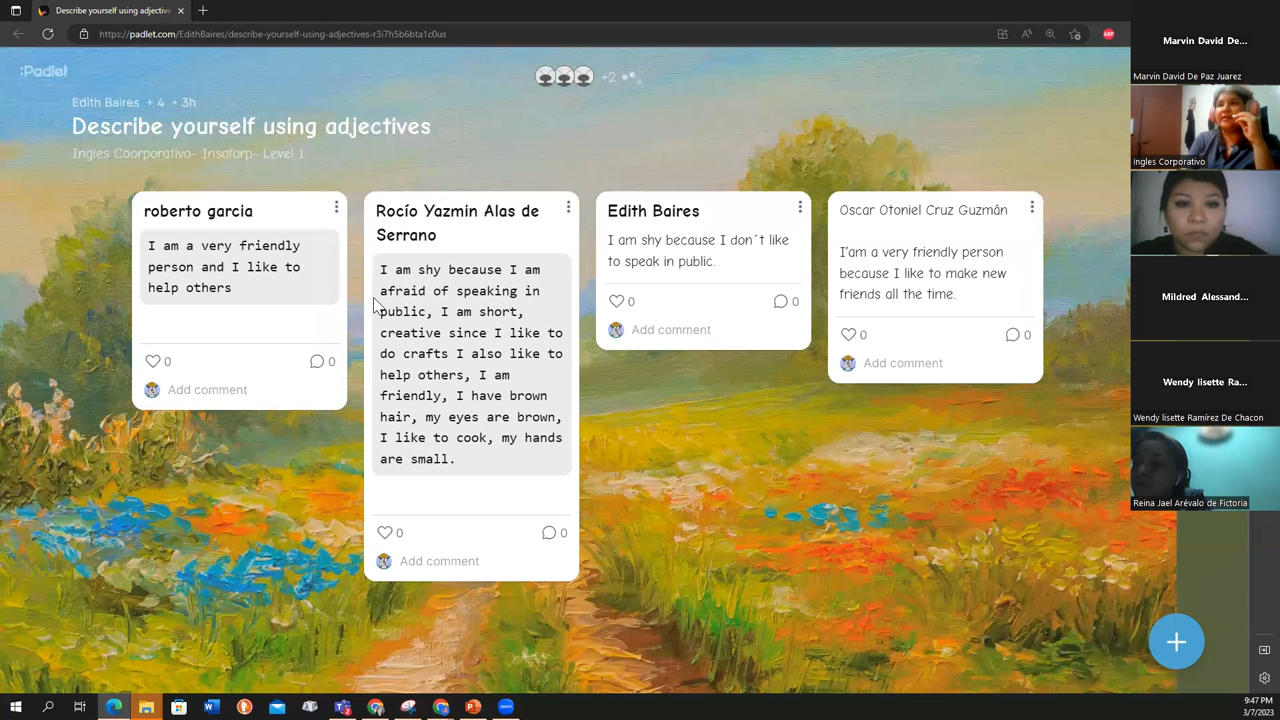 Describe yourself using adjectiv
https://padlet.com/EdithBaires/describe-yourself-using-adjectives-r3i7h5b6bta1c0us
ABP
:Padlet
+2
Edith Baires + 4 • 3h
Describe yourself using adjectives
Ingles Coorporativo- Insaforp- Level 1
roberto garcia
I am a very friendly
person and I like to
help others
0
0
Add comment
Rocío Yazmin Alas de
Serrano
I am shy because I am
afraid of speaking in
public, I am short,
creative since I like to
do crafts I also like to
help others, I am
friendly, I have brown
hair, my eyes are brown,
I like to cook, my hands
are small.
0
0
Add comment
Edith Baires
I am shy because I don´t like
to speak in public.
0
0
Add comment
Oscar Otoniel Cruz Guzmán
I'am a very friendly person
because I like to make new
friends all the time.
0
0
Add comment
Marvin David De...
Marvin David De Paz Juarez
Ingles Corporativo
Mildred Alessand...
Wendy lisette Ra...
Wendy lisette Ramírez De Chacon
Reina Jael Arévalo de Fictoria
9:47 PM
3/7/2023